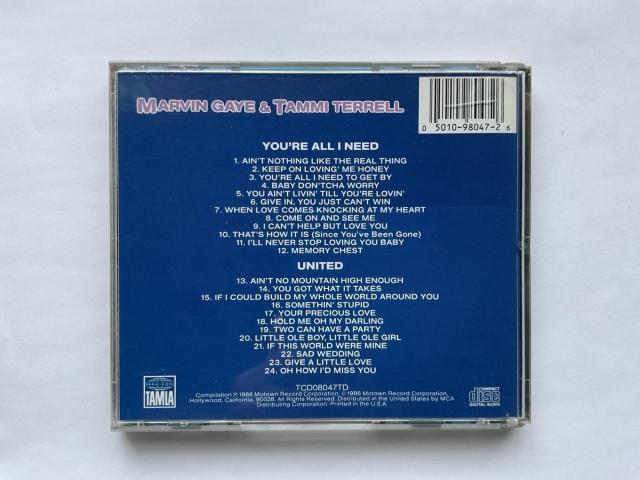 MARVIN GAYE & TAMMI TERRELL
0 5010-98047-2 6
YOU'RE ALL I NEED
1. AIN'T NOTHING LIKE THE REAL THING
2. KEEP ON LOVING' ME HONEY
3. YOU'RE ALL I NEED TO GET BY
4. BABY DON'TCHA WORRY
5. YOU AIN'T LIVIN' TILL YOU'RE LOVIN'
6. GIVE IN, YOU JUST CAN'T WIN
7. WHEN LOVE COMES KNOCKING AT MY HEART
8. COME ON AND SEE ME
9. I CAN'T HELP BUT LOVE YOU
10. THAT'S HOW IT IS (Since You've Been Gone)
11. I'LL NEVER STOP LOVING YOU BABY
12. MEMORY CHEST
UNITED
13. AIN'T NO MOUNTAIN HIGH ENOUGH
14. YOU GOT WHAT IT TAKES
15. IF I COULD BUILD MY WHOLE WORLD AROUND YOU
16. SOMETHIN' STUPID
17. YOUR PRECIOUS LOVE
18. HOLD ME OH MY DARLING
19. TWO CAN HAVE A PARTY
20. LITTLE OLE BOY, LITTLE OLE GIRL
21. IF THIS WORLD WERE MINE
22. SAD WEDDING
23. GIVE A LITTLE LOVE
24. OH HOW I'D MISS YOU
TCD08047TD
Compilation ℗ 1986 Motown Record Corporation, © 1986 Motown Record Corporation,
Hollywood, California, 90028. All Rights Reserved. Distributed in the United States by MCA
Distributing Corporation. Printed in the U.S.A.
TAMLA
COMPACT
disc
DIGITAL AUDIO